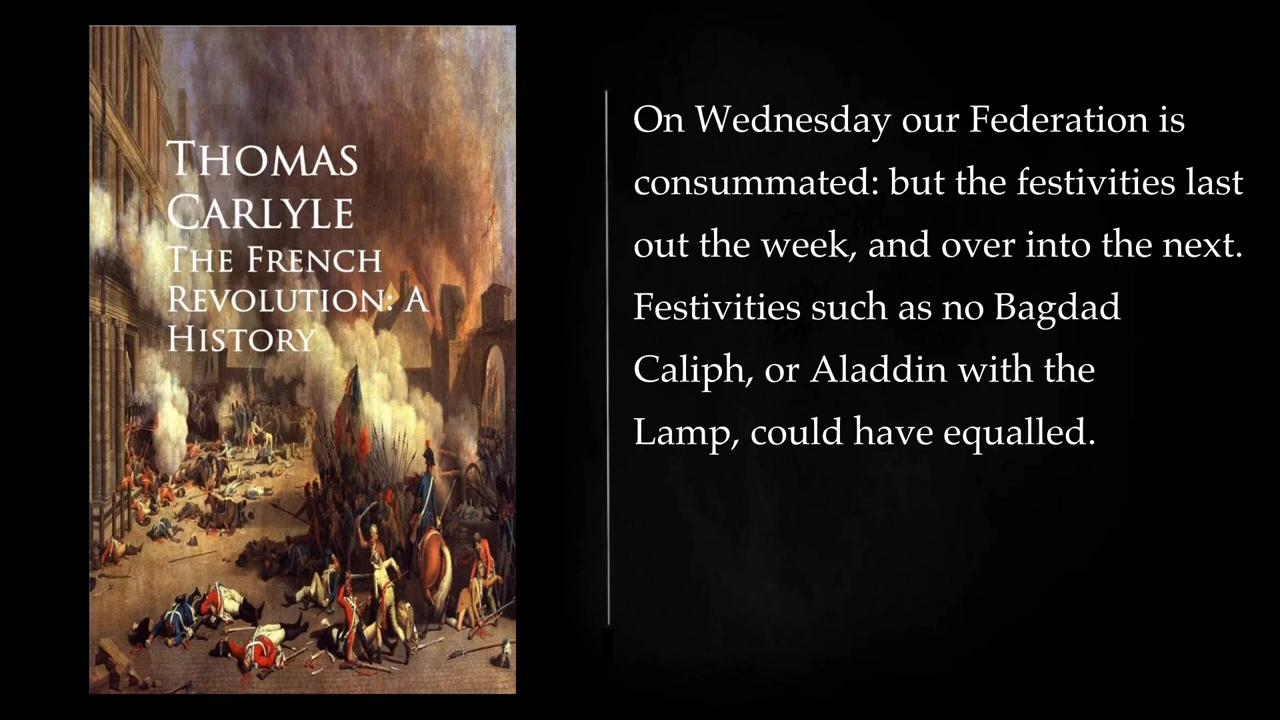 THOMAS
CARLYLE
THE FRENCH
REVOLUTION: A
HISTORY
On Wednesday our Federation is
consummated: but the festivities last
out the week, and over into the next.
Festivities such as no Bagdad
Caliph, or Aladdin with the
Lamp, could have equalled.